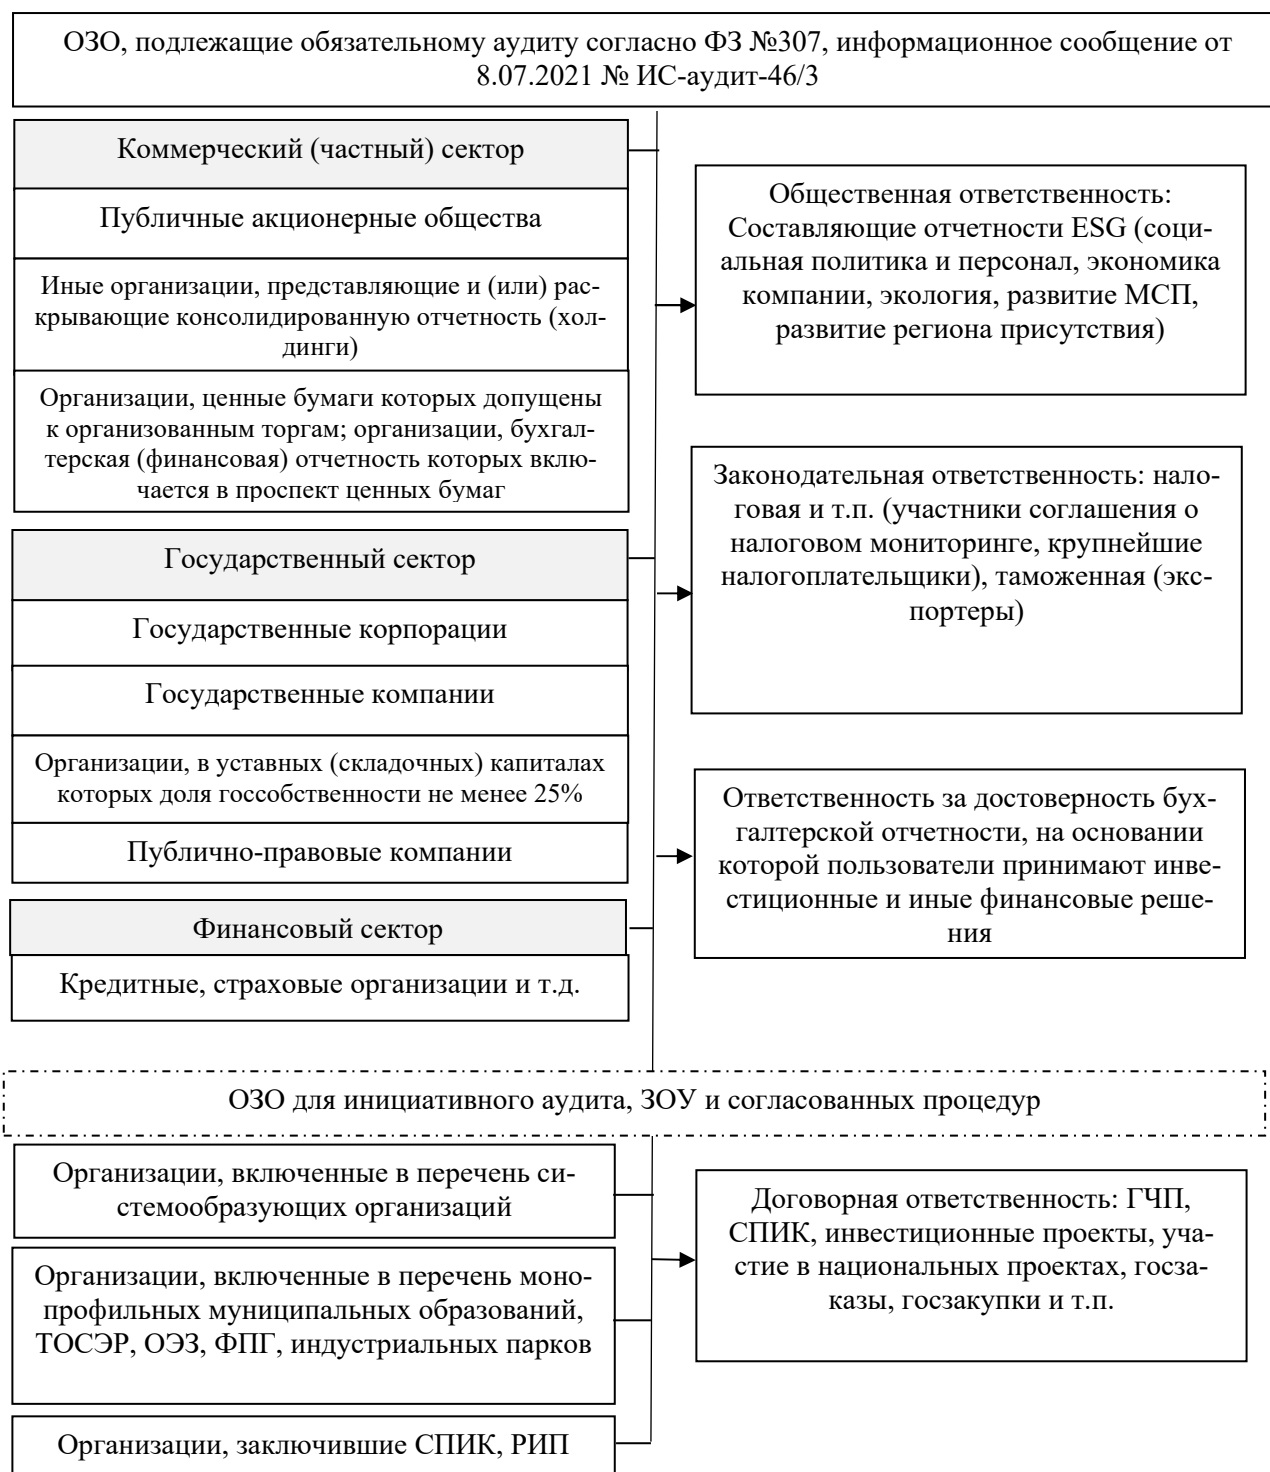 ОЗО, подлежащие обязательному аудиту согласно ФЗ №307, информационное сообщение от
8.07.2021 № ИС-аудит-46/3
Коммерческий (частный) сектор
Публичные акционерные общества
Иные организации, представляющие и (или) рас-
крывающие консолидированную отчетность (хол-
динги)
Организации, ценные бумаги которых допущены
к организованным торгам; организации, бухгал-
терская (финансовая) отчетность которых вклю-
чается в проспект ценных бумаг
Государственный сектор
Государственные корпорации
Государственные компании
Организации, в уставных (складочных) капиталах
которых доля госсобственности не менее 25%
Публично-правовые компании
Финансовый сектор
Кредитные, страховые организации и т.д.
Общественная ответственность:
Составляющие отчетности ESG (соци-
альная политика и персонал, экономика
компании, экология, развитие МСП,
развитие региона присутствия)
Законодательная ответственность: нало-
говая и т.п. (участники соглашения о
налоговом мониторинге, крупнейшие
налогоплательщики), таможенная (экс-
портеры)
Ответственность за достоверность бух-
галтерской отчетности, на основании
которой пользователи принимают инве-
стиционные и иные финансовые реше-
ния
ОЗО для инициативного аудита, ЗОУ и согласованных процедур
Организации, включенные в перечень си-
стемообразующих организаций
Организации, включенные в перечень моно-
профильных муниципальных образований,
ТОСЭР, ОЭЗ, ФПГ, индустриальных парков
Организации, заключившие СПИК, РИП
Договорная ответственность: ГЧП,
СПИК, инвестиционные проекты, уча-
стие в национальных проектах, госза-
казы, госзакупки и т.п.